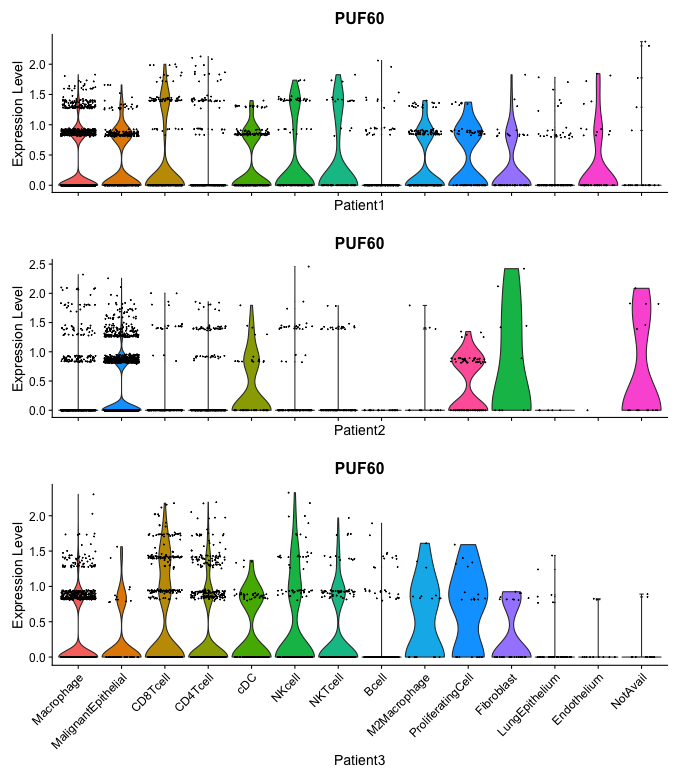 PUF60
Expression Level
2.0
1.5
1.0
0.5
0.0
Patient1
PUF60
Expression Level
2.5
2.0
1.5
1.0
0.5
0.0
Patient2
PUF60
Expression Level
2.0
1.5
1.0
0.5
0.0
Macrophage
MalignantEpithelial
CD8Tcell
CD4Tcell
cDC
NKcell
NKTcell
Bcell
M2Macrophage
ProliferatingCell
Fibroblast
LungEpithelium
Endothelium
NotAvail
Patient3